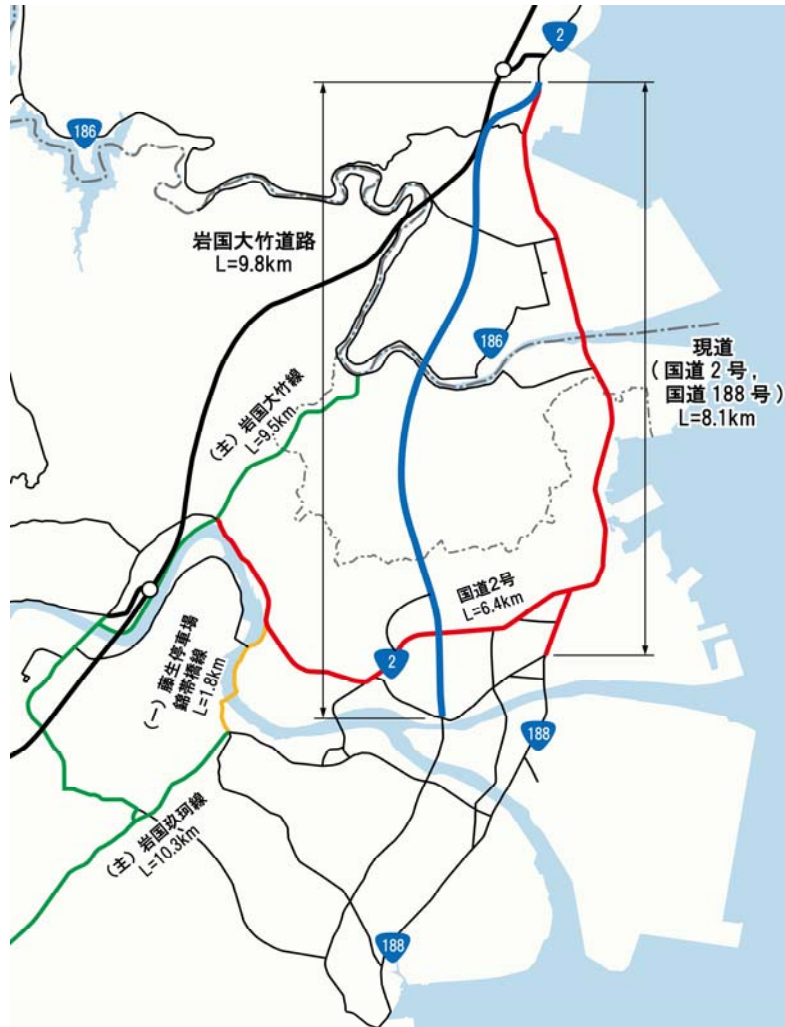 2
186
岩国大竹道路
L=9.8km
186
現道
(国道2号,
国道188号)
L=8.1km
(主)岩国大竹線
L=9.5km
国道2号
L=6.4km
2
(一)藤生停車場
錦帯橋線
L=1.8km
188
(主)岩国玖珂線
L=10.3km
188